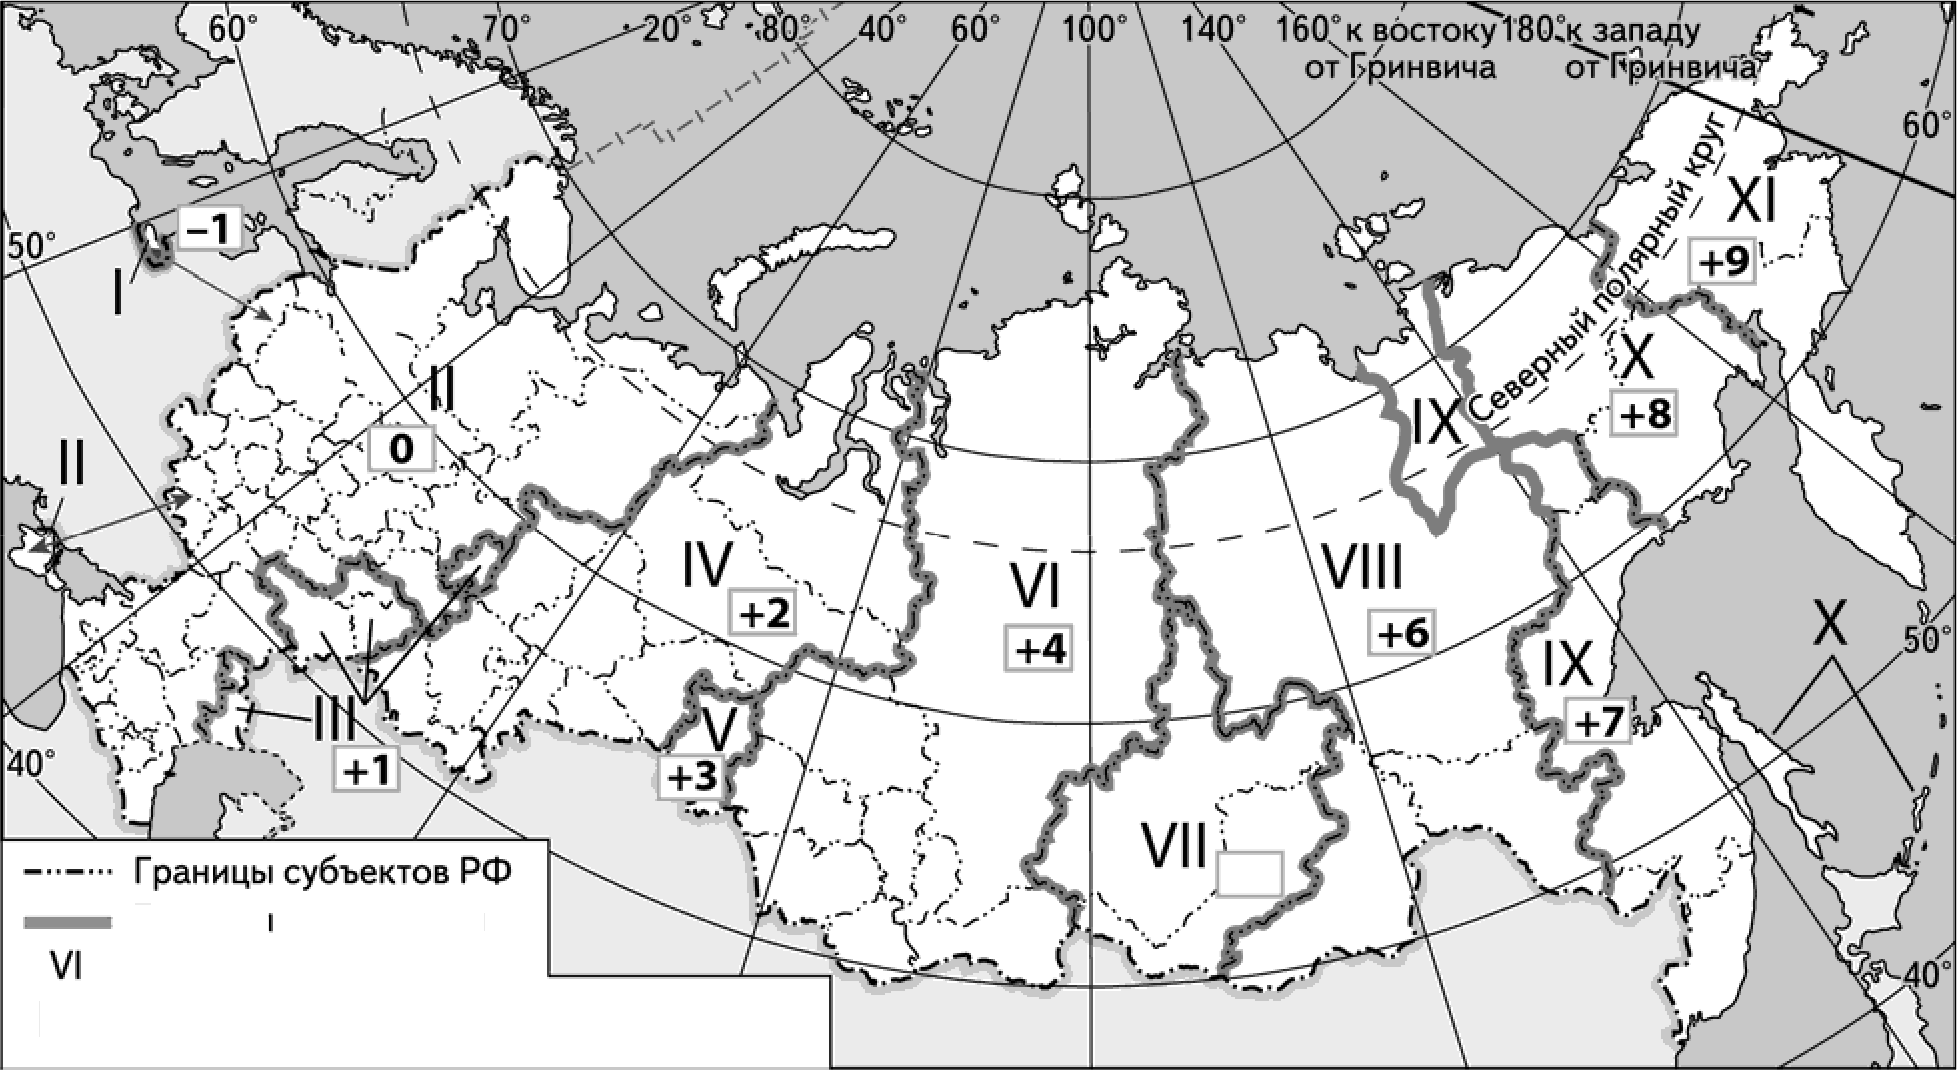 60° 70° 20° 80° 40° 60° 100° 140° 160° к востоку 180° к западу
от Гринвича от Гринвича
60°
Северный полярный круг
XI
+9
–1
50°
I
X
+8
II
0
IX
II
IV
+2
VI
+4
VIII
+6
X
50°
IX
+7
III
+1
V
+3
40°
VII
40°
Границы субъектов РФ
VI